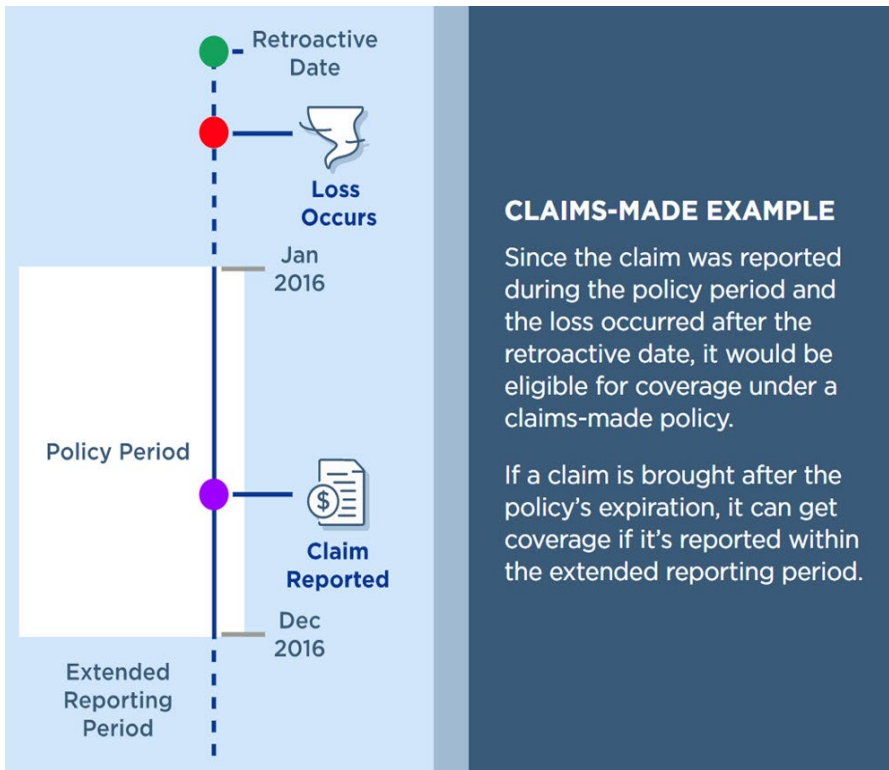 Retroactive
Date
Loss
Occurs
Jan
2016
Policy Period
$
Claim
Reported
Dec
2016
Extended
Reporting
Period
CLAIMS-MADE EXAMPLE
Since the claim was reported
during the policy period and
the loss occurred after the
retroactive date, it would be
eligible for coverage under a
claims-made policy.
If a claim is brought after the
policy’s expiration, it can get
coverage if it’s reported within
the extended reporting period.